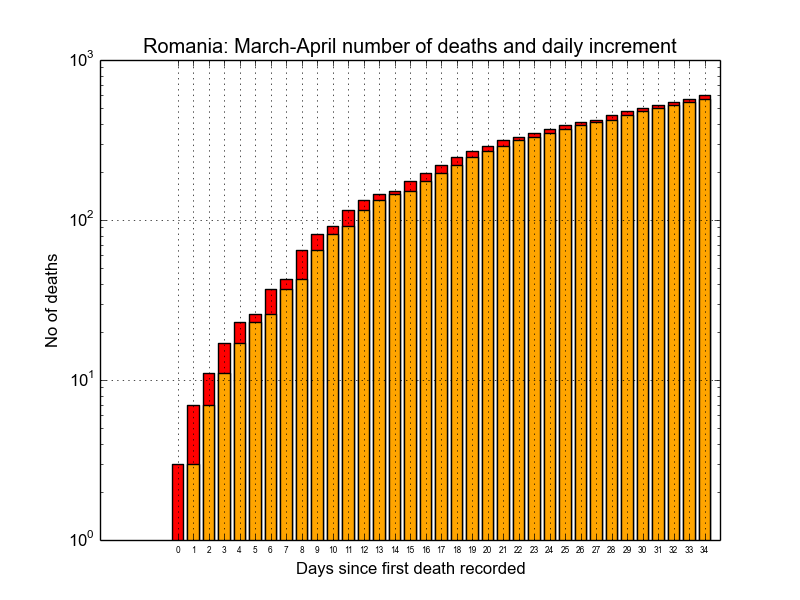 Romania: March-April number of deaths and daily increment
10³
10²
10¹
10⁰
No of deaths
0 1 2 3 4 5 6 7 8 9 10 11 12 13 14 15 16 17 18 19 20 21 22 23 24 25 26 27 28 29 30 31 32 33 34
Days since first death recorded